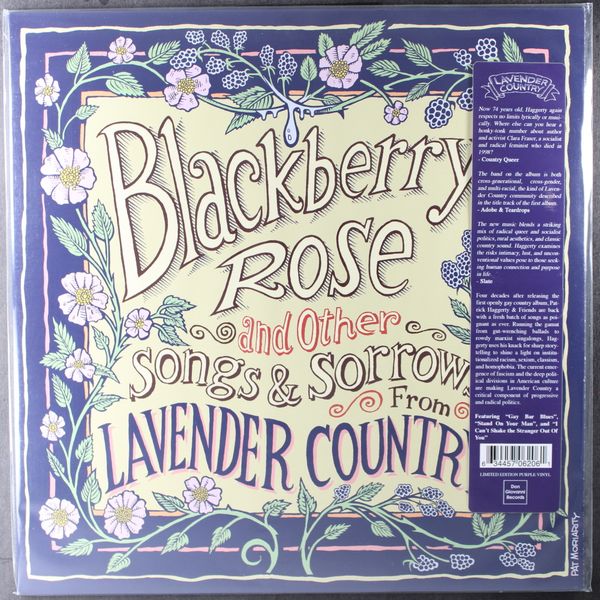 Blackberry
ROSE
and Other
Songs & Sorrow
From
LAVENDER COUNTR
LAVENDER
COUNTRY
Now 74 years old, Haggerty again
respects no limits lyrically or musi-
cally. Where else can you hear a
honky-tonk number about author
and activist Clara Fraser, a socialist
and radical feminist who died in
1998?
- Country Queer
The band on the album is both
cross-generational, cross-gender,
and multi-racial, the kind of Laven-
der Country community described
in the title track of the first album.
- Adobe & Teardrops
The new music blends a striking
mix of radical queer and socialist
politics, rural aesthetics, and classic
country sound. Haggerty examines
the risks intimacy, lust, and uncon-
ventional values pose to those seek-
ing human connection and purpose
in life.
- Slate
Four decades after releasing the
first openly gay country album, Pat-
rick Haggerty & Friends are back
with a fresh batch of songs as poi-
gnant as ever. Running the gamut
from gut-wrenching ballads to
rowdy marxist singalongs, Hag-
gerty uses his knack for sharp story-
telling to shine a light on institu-
tionalized racism, sexism, classism,
and homophobia. The current emer-
gence of fascism and the deep polit-
ical divisions in American culture
are making Lavender Country a
critical component of progressive
and radical politics.
Featuring "Gay Bar Blues",
"Stand On Your Man", and "I
Can't Shake the Stranger Out Of
You"
6 34457 06206 1
LIMITED EDITION PURPLE VINYL
Don
Giovanni
Records
PAT MORIARITY